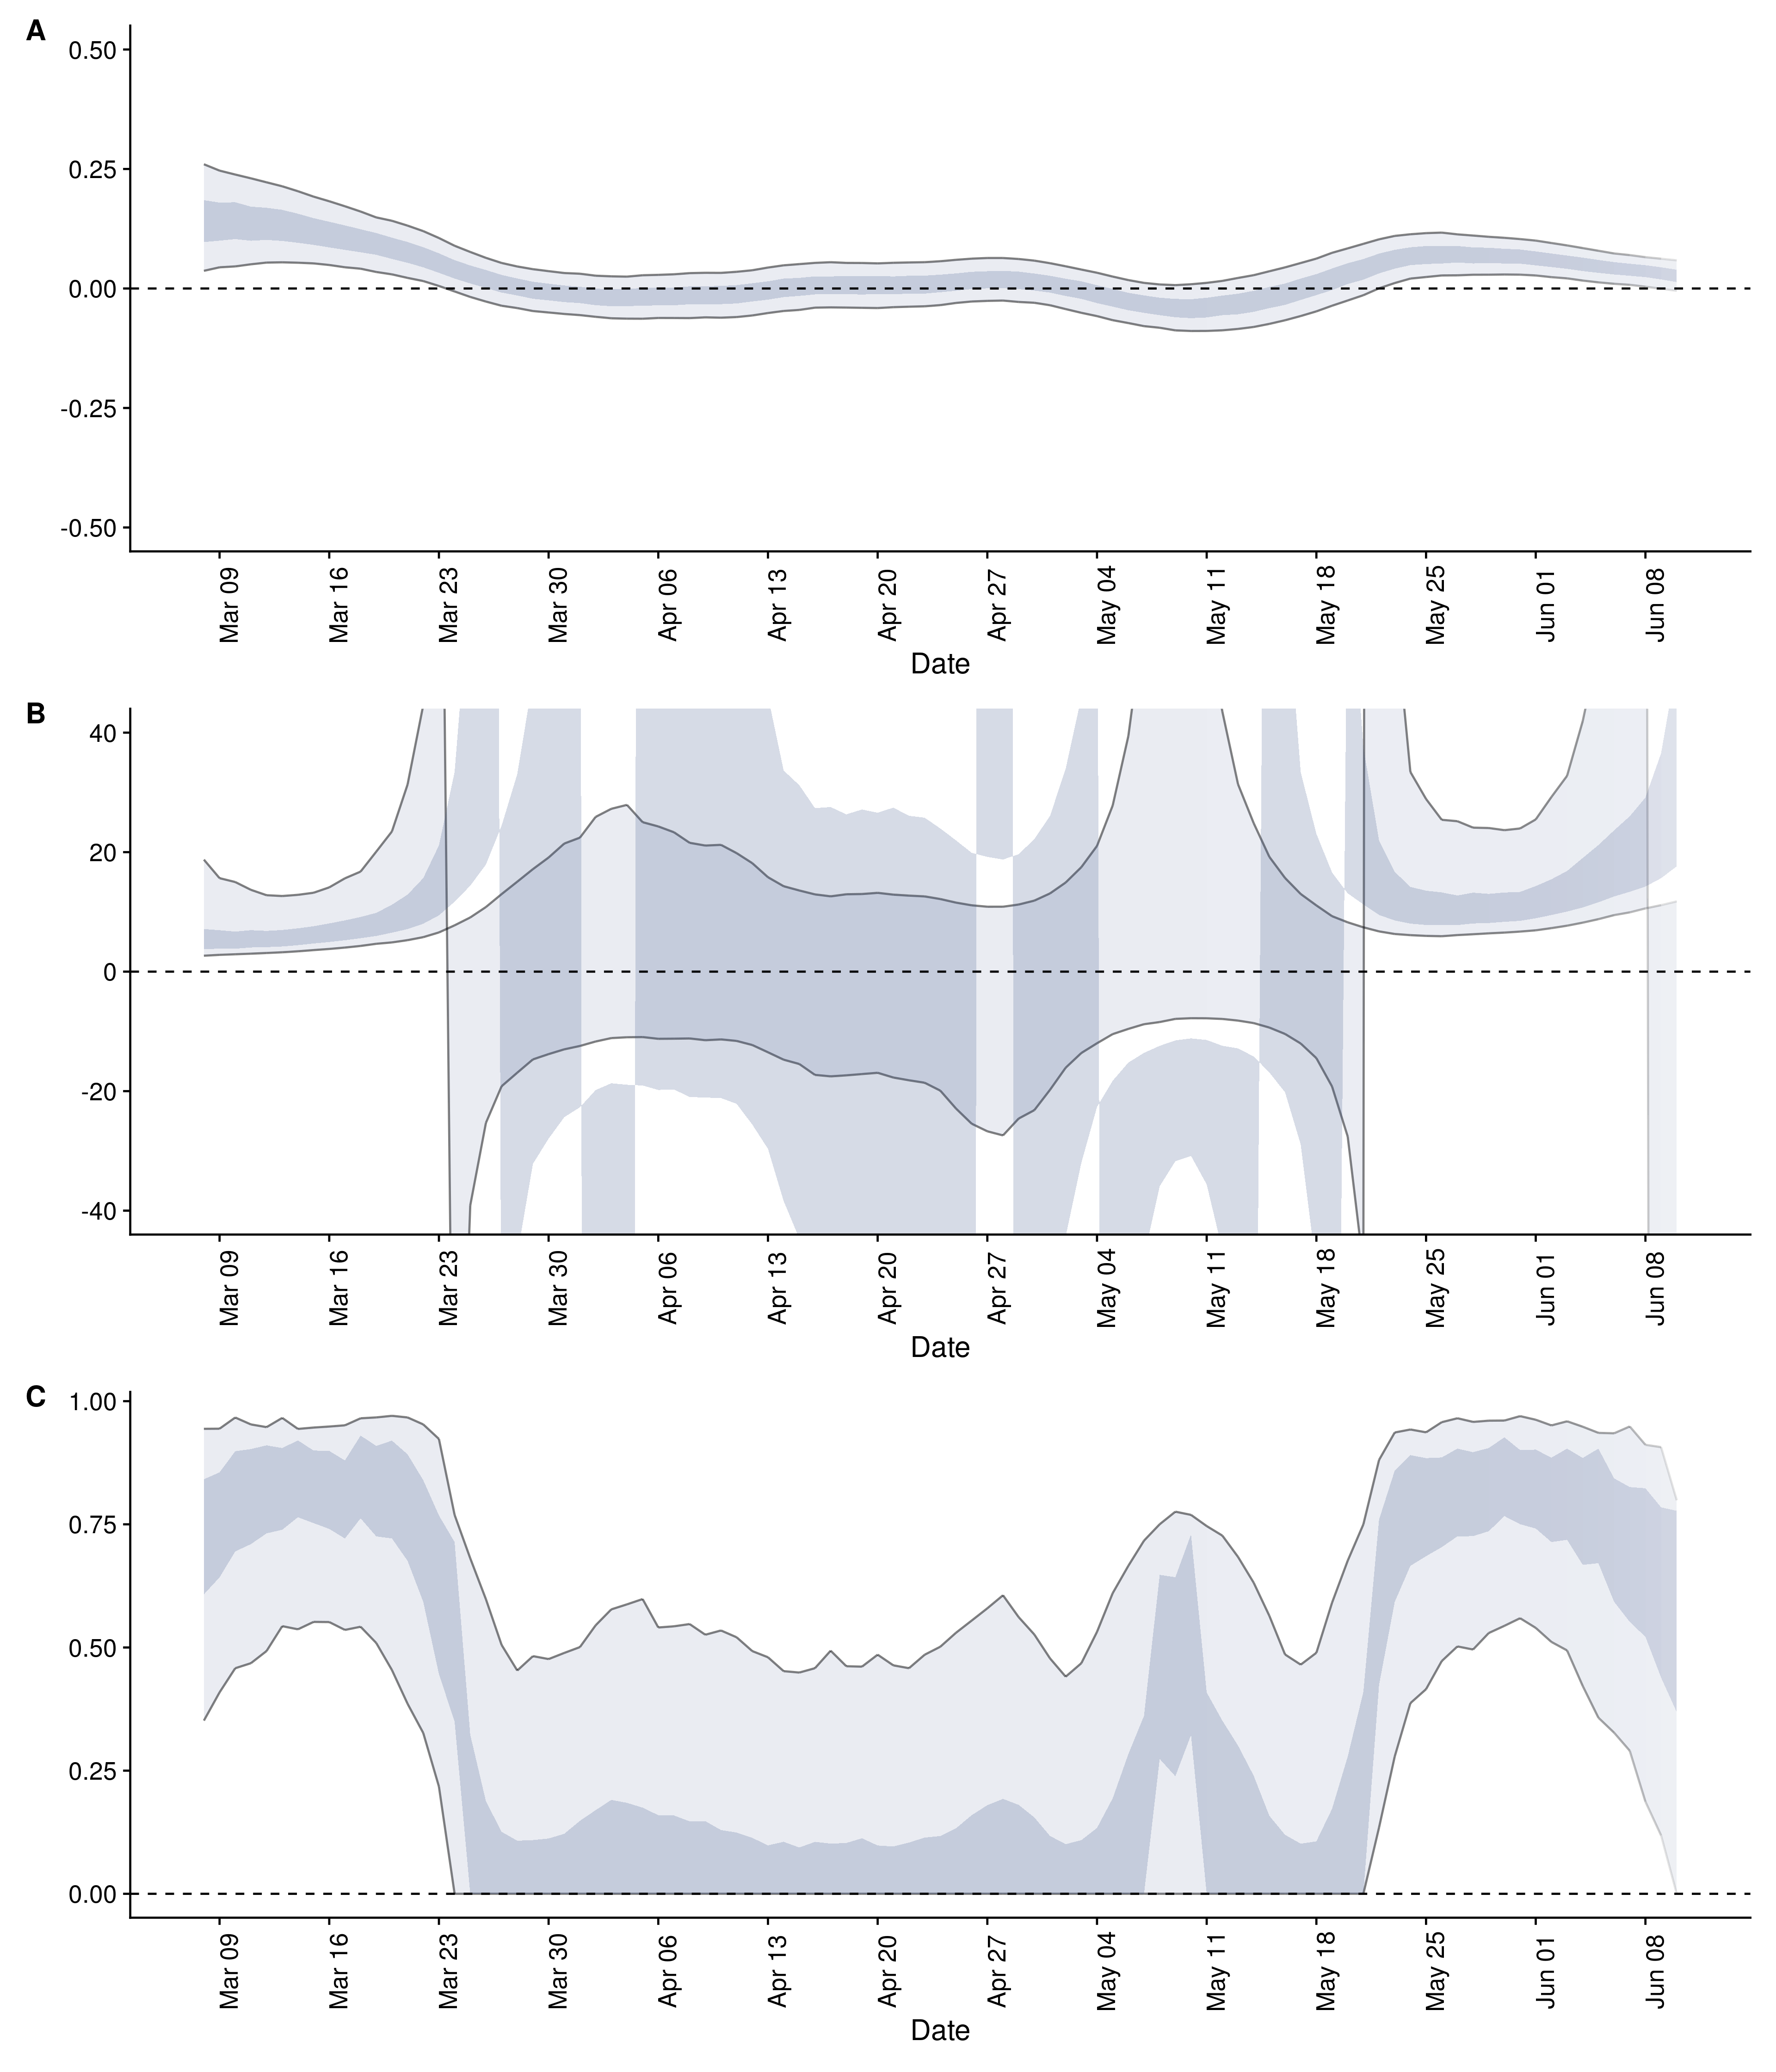 A
0.50
0.25
0.00
-0.25
-0.50
Mar 09
Mar 16
Mar 23
Mar 30
Apr 06
Apr 13
Apr 20
Apr 27
May 04
May 11
May 18
May 25
Jun 01
Jun 08
Date
B
40
20
0
-20
-40
Mar 09
Mar 16
Mar 23
Mar 30
Apr 06
Apr 13
Apr 20
Apr 27
May 04
May 11
May 18
May 25
Jun 01
Jun 08
Date
C
1.00
0.75
0.50
0.25
0.00
Mar 09
Mar 16
Mar 23
Mar 30
Apr 06
Apr 13
Apr 20
Apr 27
May 04
May 11
May 18
May 25
Jun 01
Jun 08
Date